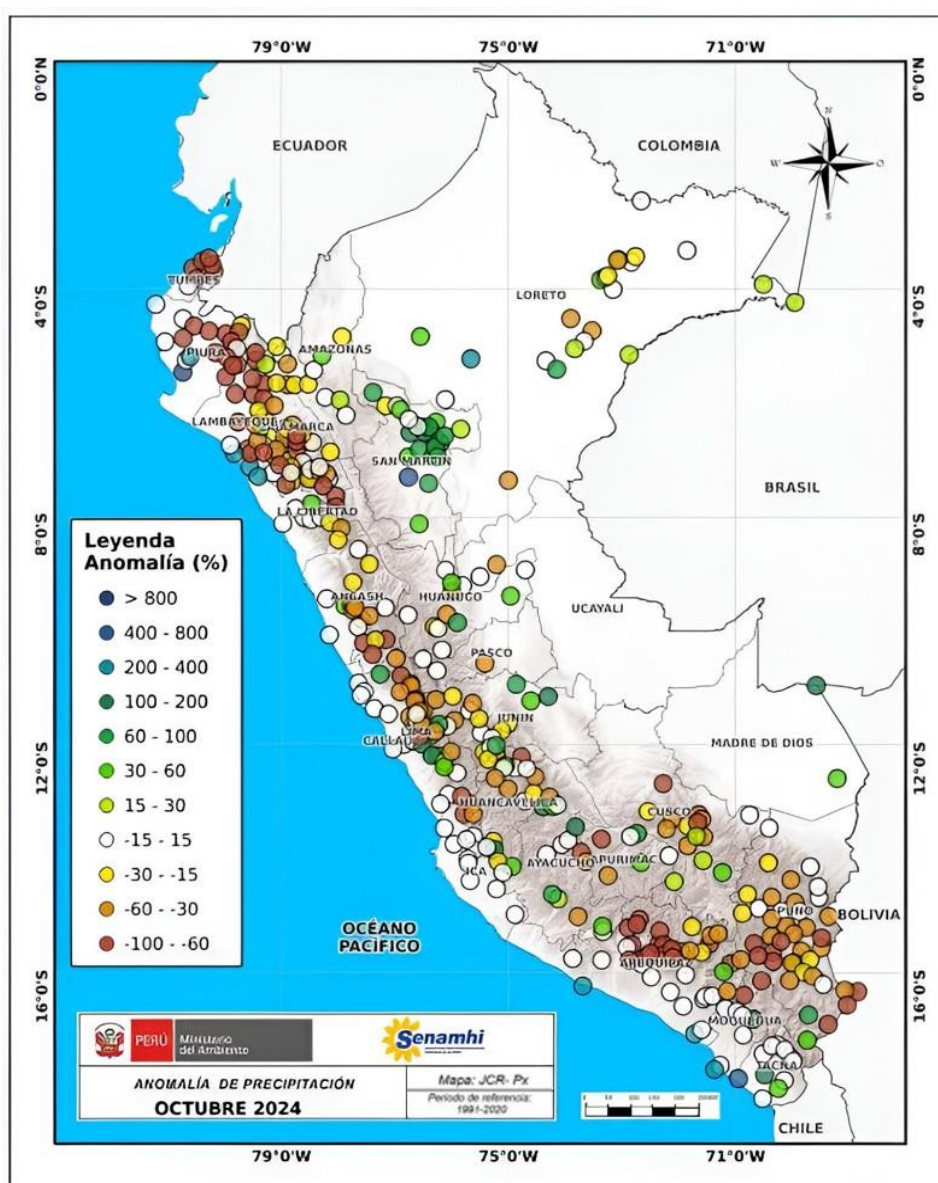 79°0'W 75°0'W 71°0'W
0°0'N 0°0'N
ECUADOR
COLOMBIA
N
W O
S
TUMBES
4°0'S 4°0'S
LORETO
PIURA
AMAZONAS
LAMBAYEQUE
SAN MARTIN
BRASIL
LA LIBERTAD
8°0'S 8°0'S
Leyenda
Anomalía (%)
> 800
400 - 800
200 - 400
100 - 200
60 - 100
30 - 60
15 - 30
-15 - 15
-30 - -15
-60 - -30
-100 - -60
ANCASH
HUANUCO
UCAYALI
PASCO
JUNIN
LIMA
CALLAO
MADRE DE DIOS
12°0'S 12°0'S
HUANCAVELICA
CUSCO
AYACUCHO
APURIMAC
ICA
PUNO
BOLIVIA
OCÉANO
PACÍFICO
AREQUIPA
16°0'S 16°0'S
MOQUEGUA
TACNA
CHILE
PERÚ
Ministerio
del Ambiente
Senamhi
ANOMALÍA DE PRECIPITACIÓN
OCTUBRE 2024
Mapa: JCR- Px
Periodo de referencia:
1991-2020
79°0'W 75°0'W 71°0'W